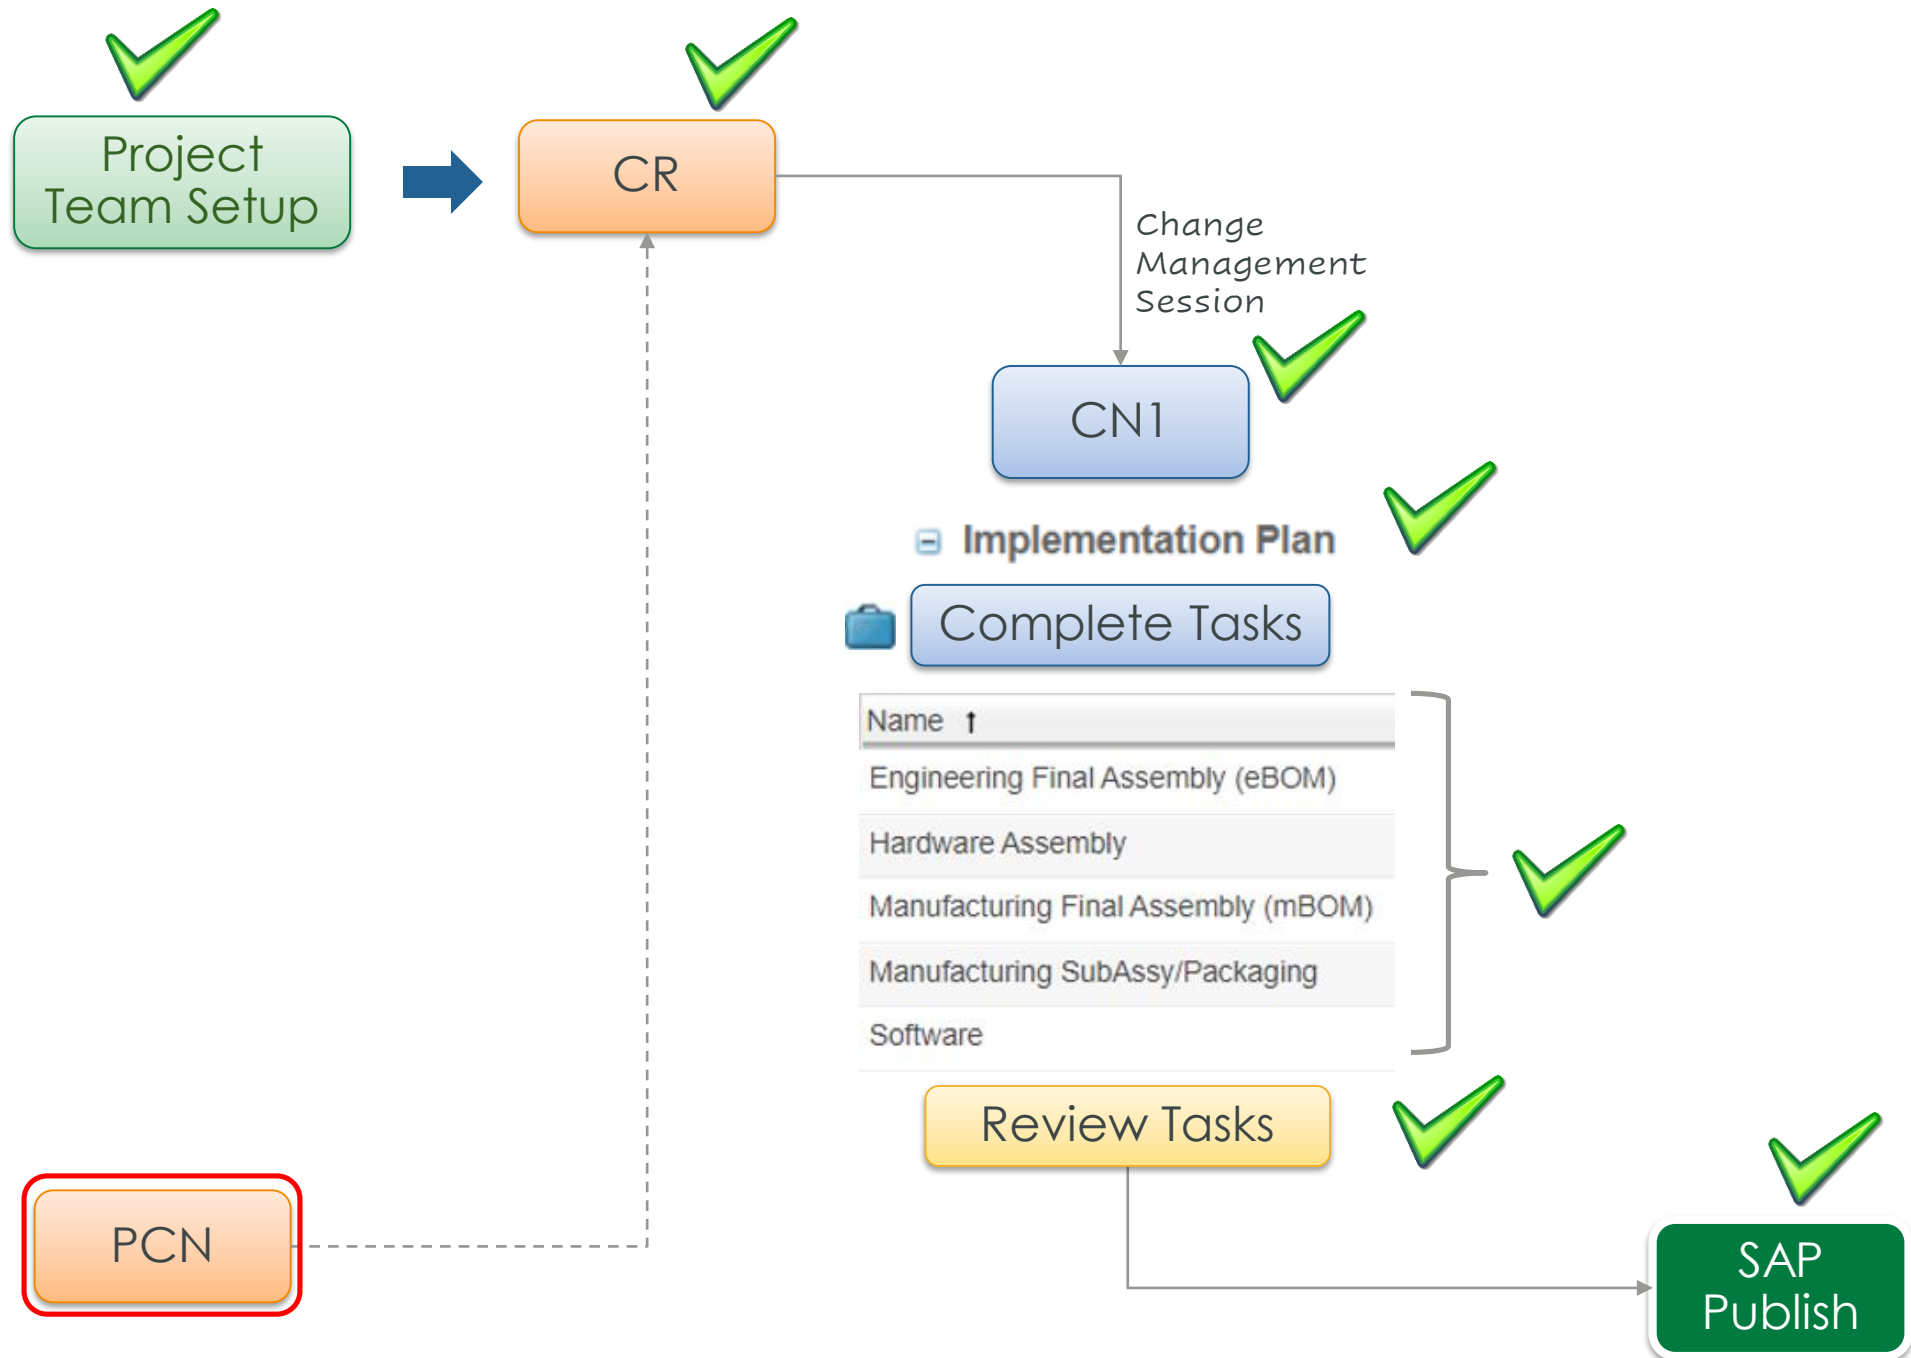 Project
Team Setup
CR
Change
Management
Session
CN1
Implementation Plan
Complete Tasks
Name ↑
Engineering Final Assembly (eBOM)
Hardware Assembly
Manufacturing Final Assembly (mBOM)
Manufacturing SubAssy/Packaging
Software
Review Tasks
PCN
SAP
Publish